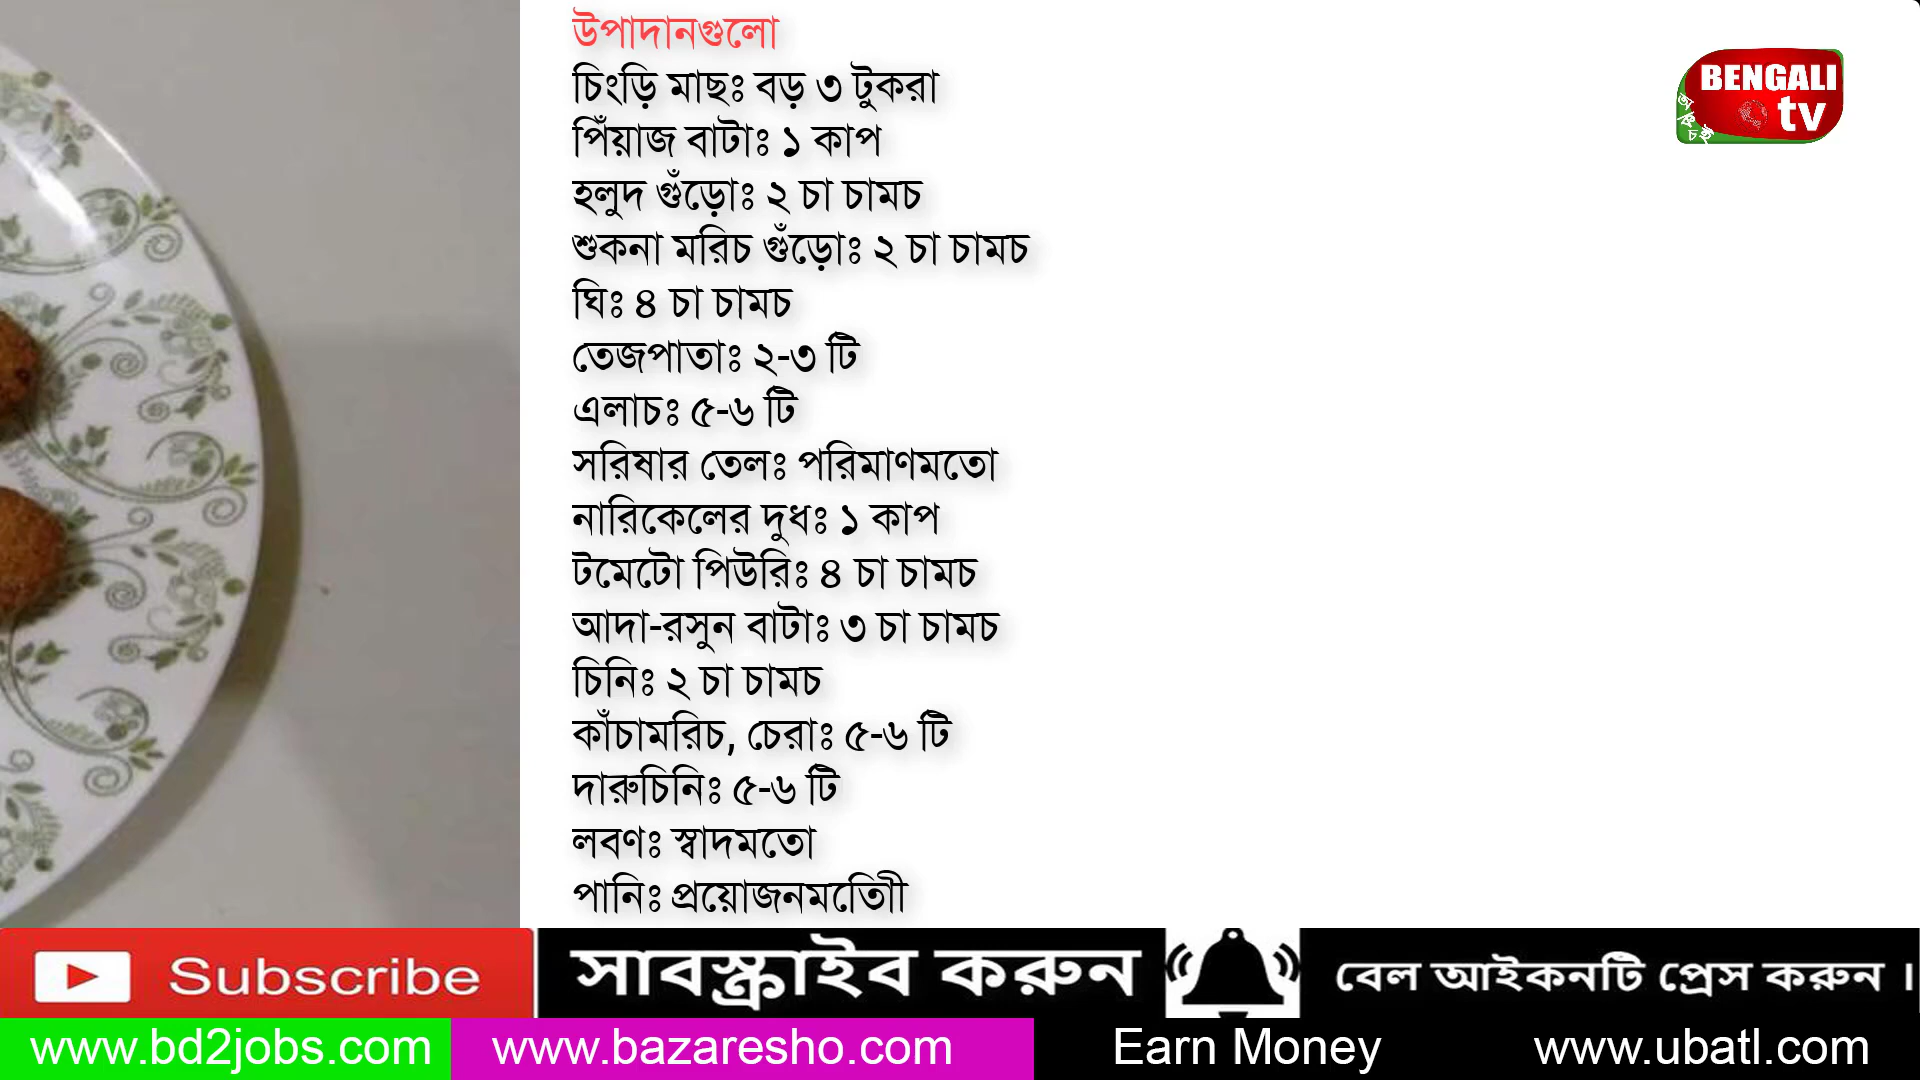 উপাদানগুলো
চিংড়ি মাছঃ বড় ৩ টুকরা
পিঁয়াজ বাটাঃ ১ কাপ
হলুদ গুঁড়োঃ ২ চা চামচ
শুকনা মরিচ গুঁড়োঃ ২ চা চামচ
ঘিঃ ৪ চা চামচ
তেজপাতাঃ ২-৩ টি
এলাচঃ ৫-৬ টি
সরিষার তেলঃ পরিমাণমতো
নারিকেলের দুধঃ ১ কাপ
টমেটো পিউরিঃ ৪ চা চামচ
আদা-রসুন বাটাঃ ৩ চা চামচ
চিনিঃ ২ চা চামচ
কাঁচামরিচ, চেরাঃ ৫-৬ টি
দারুচিনিঃ ৫-৬ টি
লবণঃ স্বাদমতো
পানিঃ প্রয়োজনমতোিী
BENGALI
tv
Subscribe
সাবস্ক্রাইব করুন
বেল আইকনটি প্রেস করুন ।
www.bd2jobs.com
www.bazaresho.com
Earn Money
www.ubatl.com